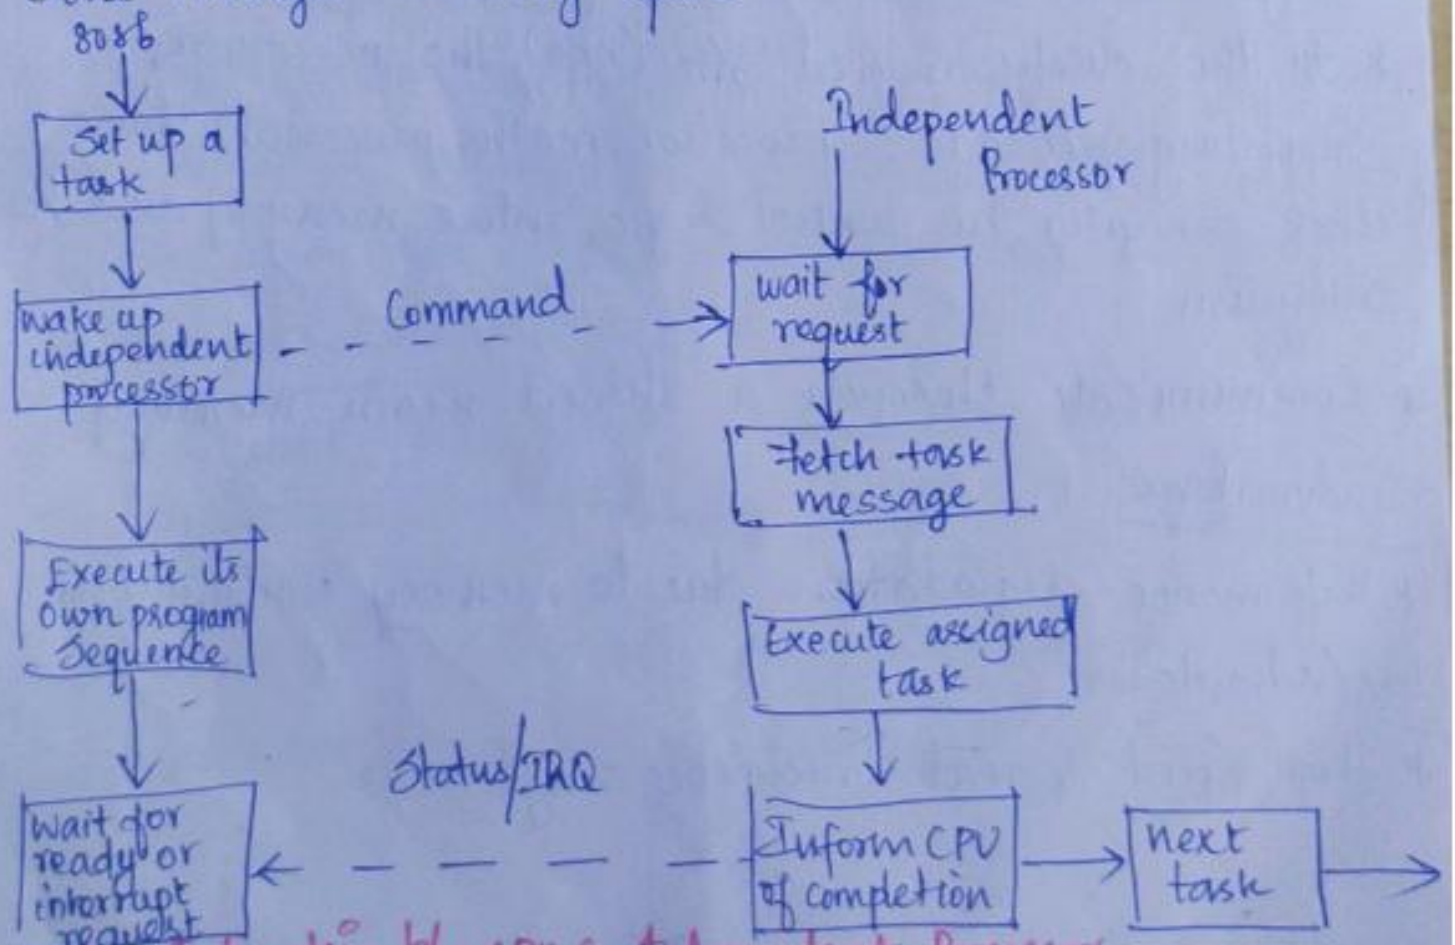 8086
Set up a
task
Wake up
independent
processor
Command
Execute its
own program
Sequence
Wait for
ready or
interrupt
request
Status/IRQ
Independent
Processor
wait for
request
Fetch task
message
Execute assigned
task
Inform CPU
of completion
next
task